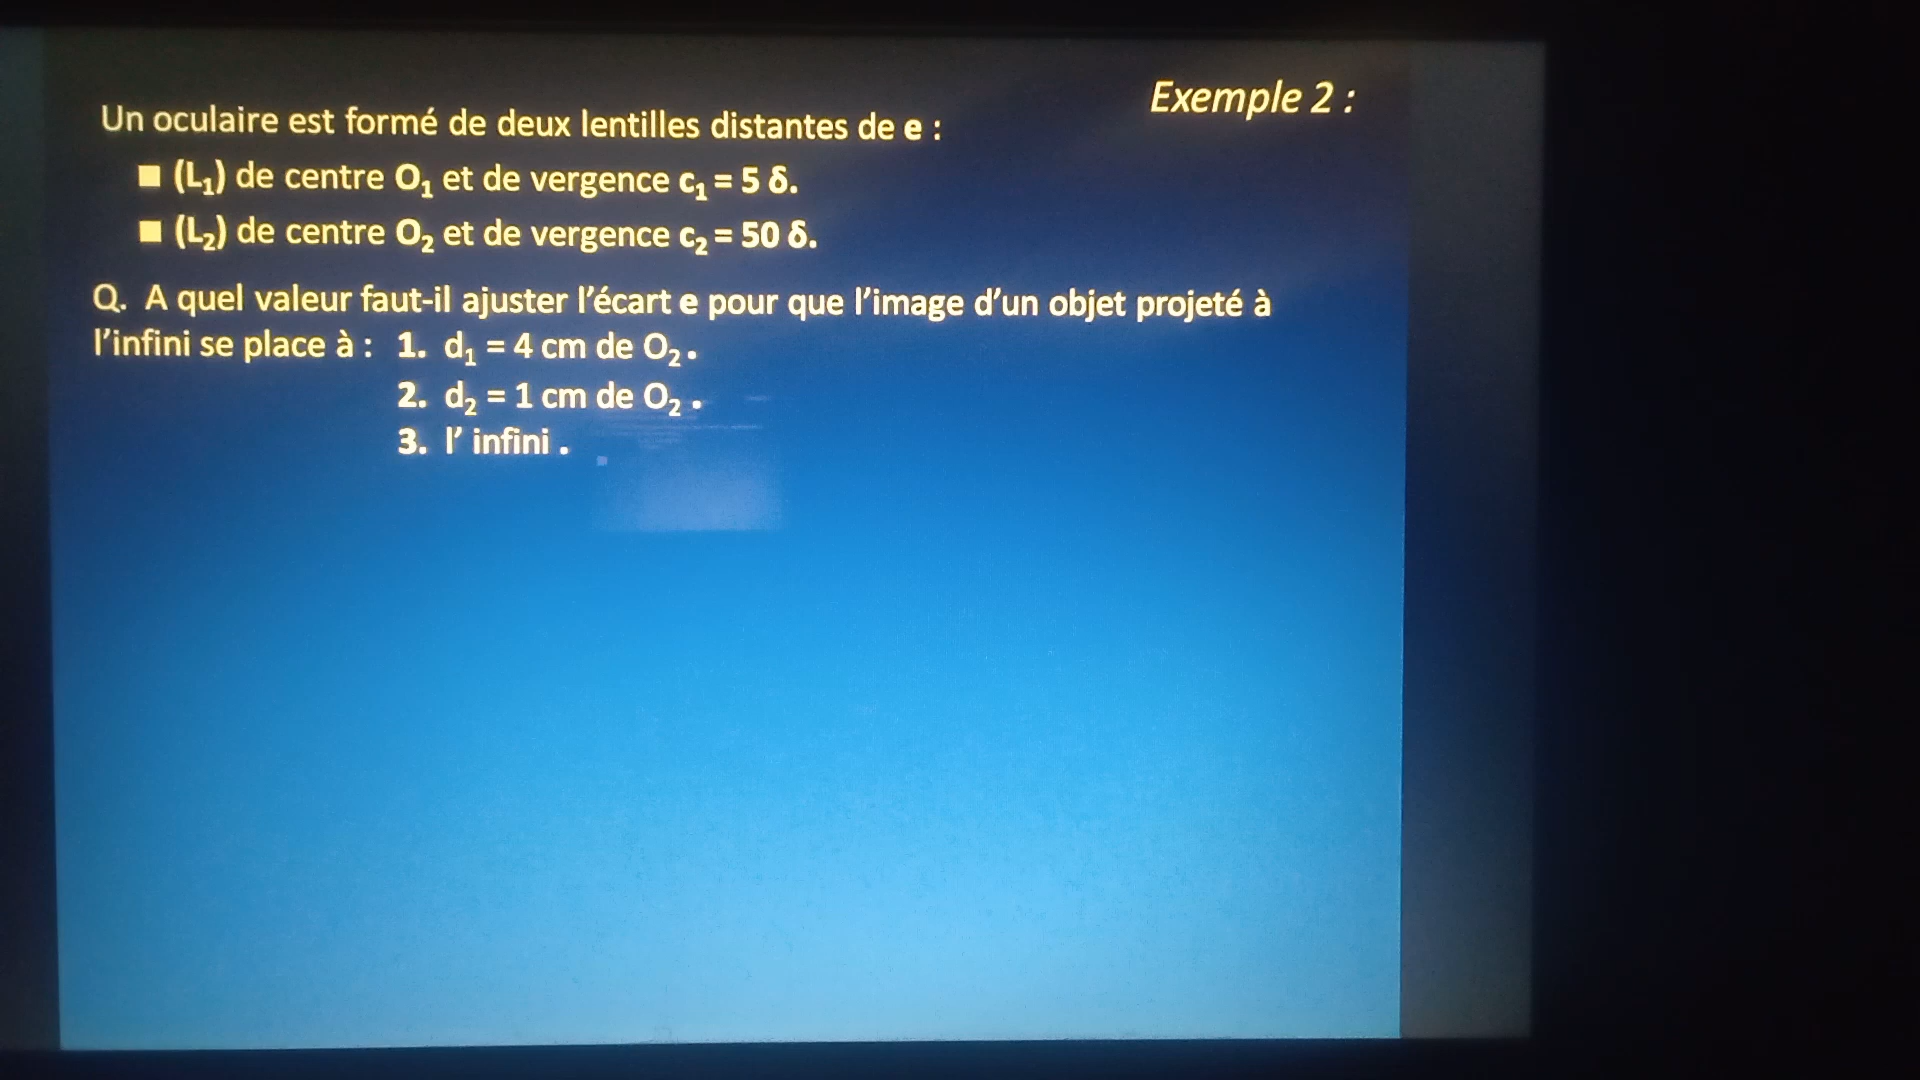 Exemple 2 :
Un oculaire est formé de deux lentilles distantes de e :
■ (L₁) de centre O₁ et de vergence c₁ = 5 δ.
■ (L₂) de centre O₂ et de vergence c₂ = 50 δ.
Q. A quel valeur faut-il ajuster l’écart e pour que l’image d’un objet projeté à
l’infini se place à : 1. d₁ = 4 cm de O₂.
2. d₂ = 1 cm de O₂ .
3. l’ infini .